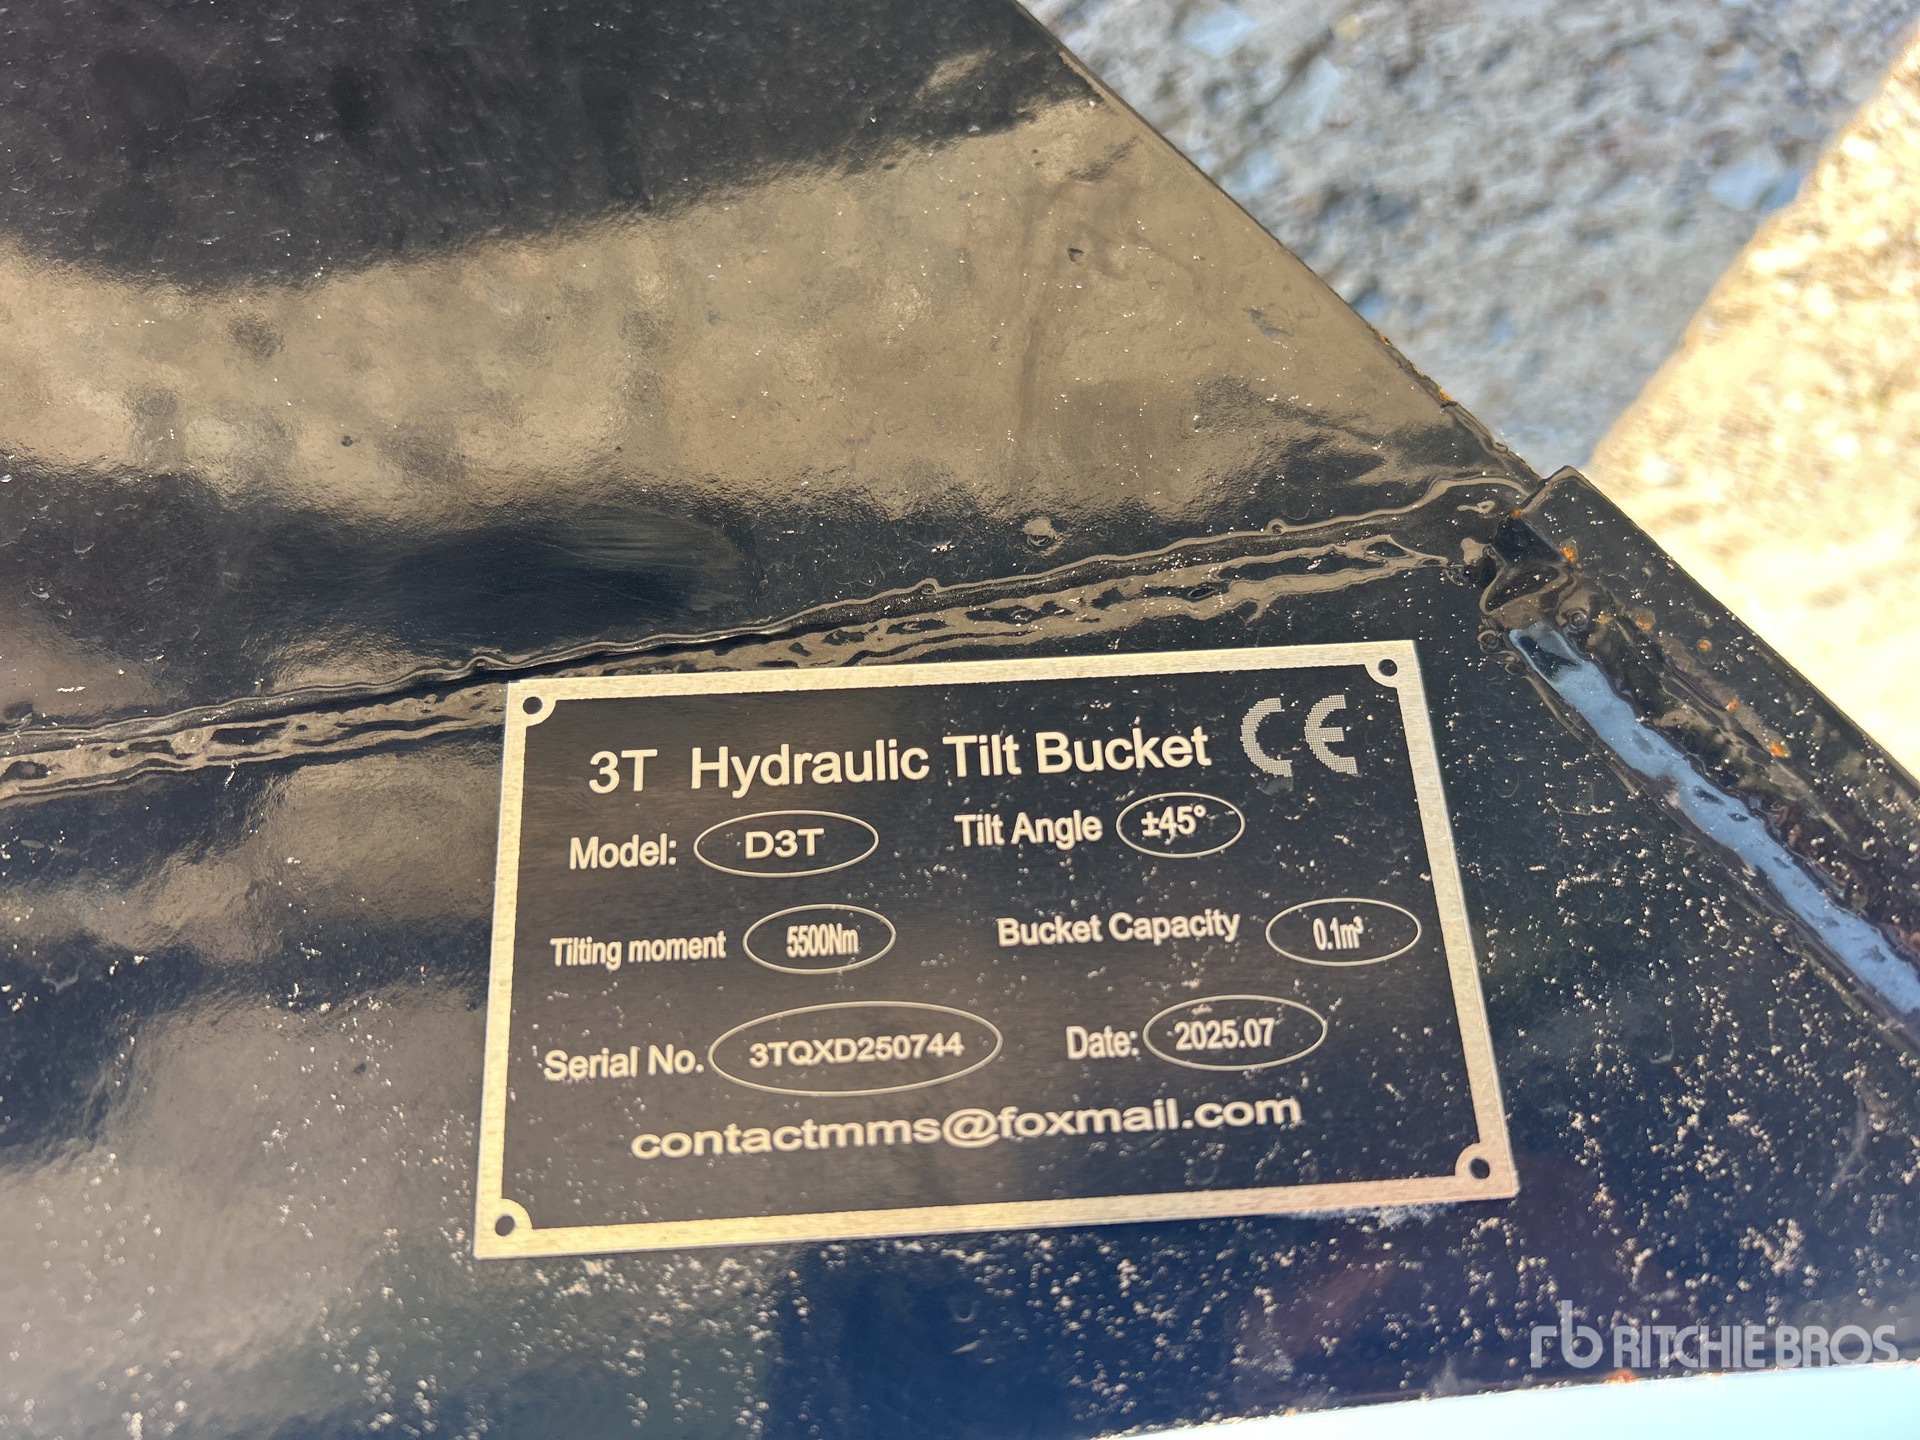 3T Hydraulic Tilt Bucket CE
Model: D3T Tilt Angle ±45°
Tilting moment 5500Nm Bucket Capacity 0.1m³
Serial No. 3TQXD250744 Date: 2025.07
contactmms@foxmail.com
rb RITCHIE BROS